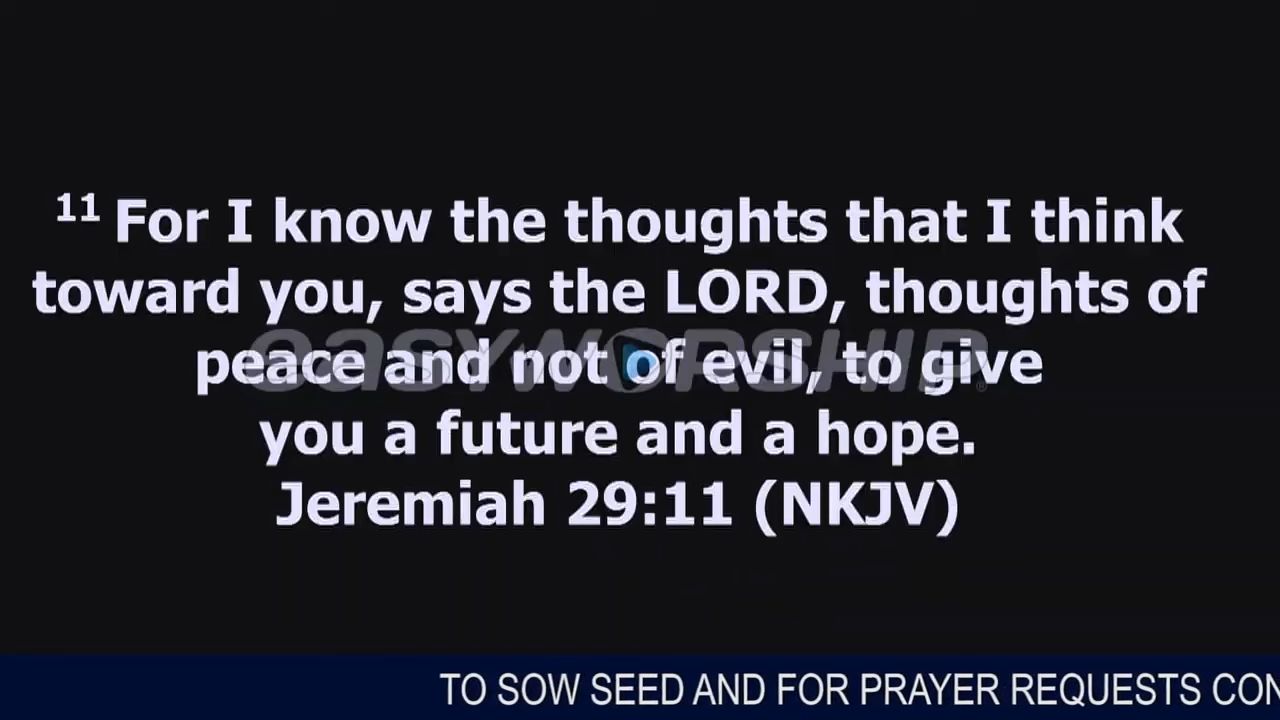 11 For I know the thoughts that I think
toward you, says the LORD, thoughts of
peace and not of evil, to give
you a future and a hope.
Jeremiah 29:11 (NKJV)
easyworship®
TO SOW SEED AND FOR PRAYER REQUESTS CON